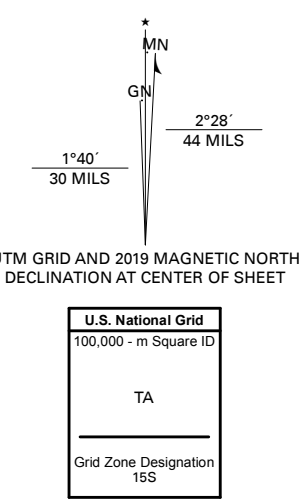 MN
GN
2°28´
44 MILS
1°40´
30 MILS
UTM GRID AND 2019 MAGNETIC NORTH
DECLINATION AT CENTER OF SHEET
U.S. National Grid
100,000 - m Square ID
TA
Grid Zone Designation
15S